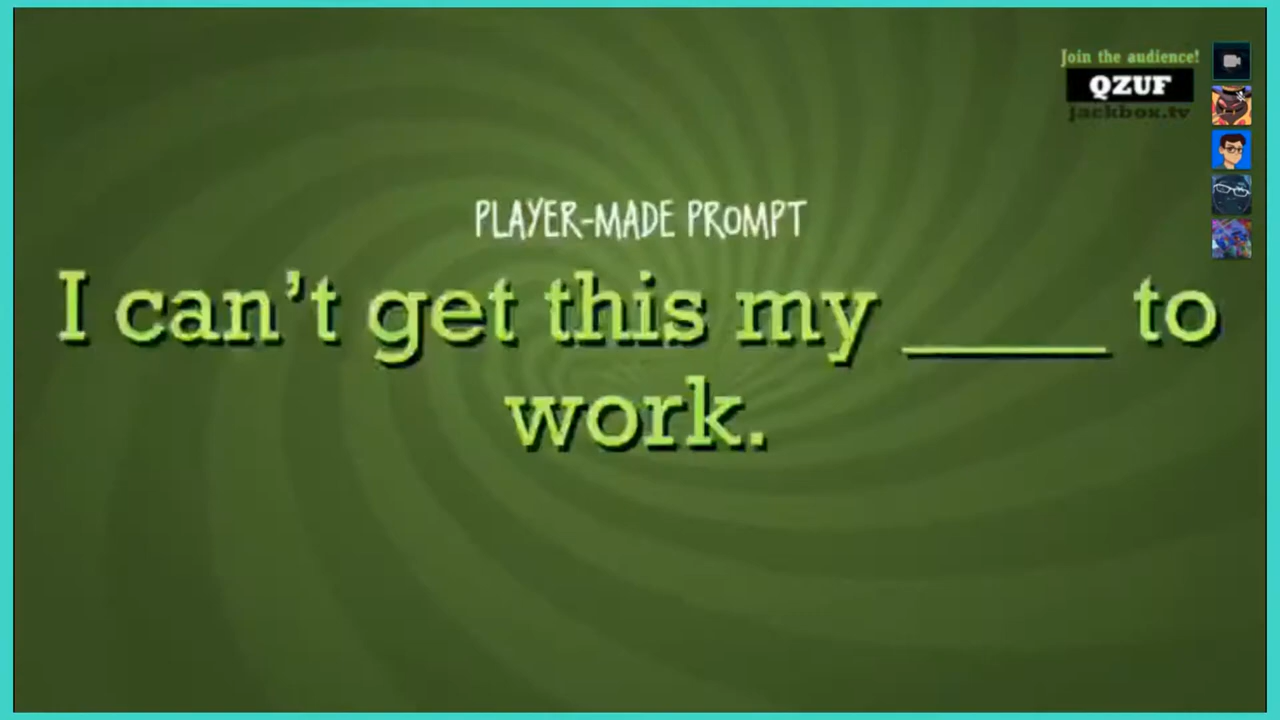 Join the audience!
QZUF
jackbox.tv
PLAYER-MADE PROMPT
I can't get this my _____ to
work.